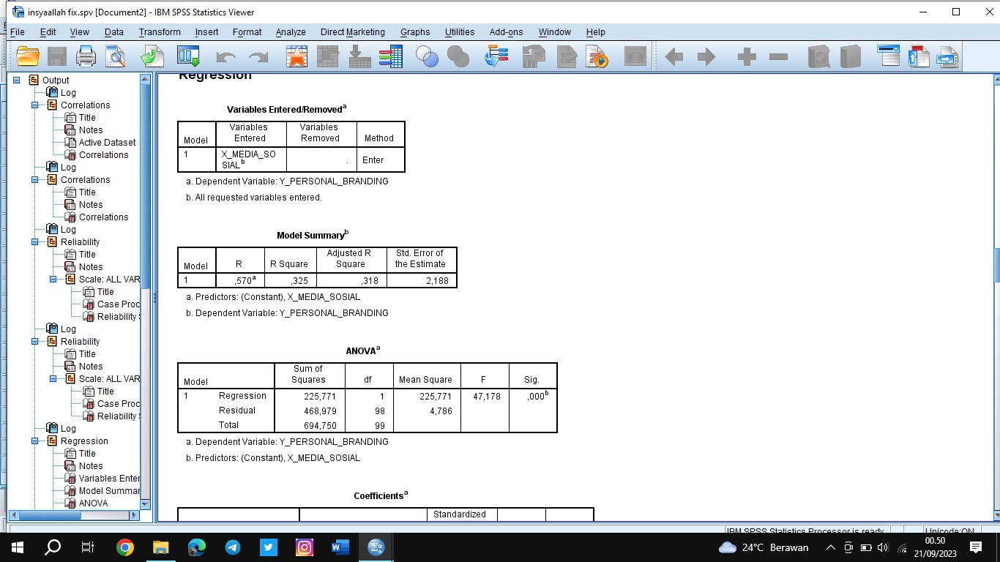 insyaallah fix.spv [Document2] - IBM SPSS Statistics Viewer
File Edit View Data Transform Insert Format Analyze Direct Marketing Graphs Utilities Add-ons Window Help
Output
Log
Correlations
Title
Notes
Active Dataset
Correlations
Log
Correlations
Title
Notes
Correlations
Log
Reliability
Title
Notes
Scale: ALL VAR
Title
Case Proc
Reliability
Log
Reliability
Title
Notes
Scale: ALL VAR
Title
Case Proc
Reliability
Log
Regression
Title
Notes
Variables Enter
Model Summar
ANOVA
Regression
Variables Entered/Removedª
Model Variables Entered Variables Removed Method
1 X_MEDIA_SO . Enter
SIALᵇ
a. Dependent Variable: Y_PERSONAL_BRANDING
b. All requested variables entered.
Model Summaryᵇ
Model R R Square Adjusted R Square Std. Error of the Estimate
1 ,570ª ,325 ,318 2,188
a. Predictors: (Constant), X_MEDIA_SOSIAL
b. Dependent Variable: Y_PERSONAL_BRANDING
ANOVAª
Model Sum of Squares df Mean Square F Sig.
1 Regression 225,771 1 225,771 47,178 ,000ᵇ
Residual 468,979 98 4,786
Total 694,750 99
a. Dependent Variable: Y_PERSONAL_BRANDING
b. Predictors: (Constant), X_MEDIA_SOSIAL
Coefficientsª
Standardized
IBM SPSS Statistics Processor is ready
Unicode:ON
24°C Berawan
00.50
21/09/2023